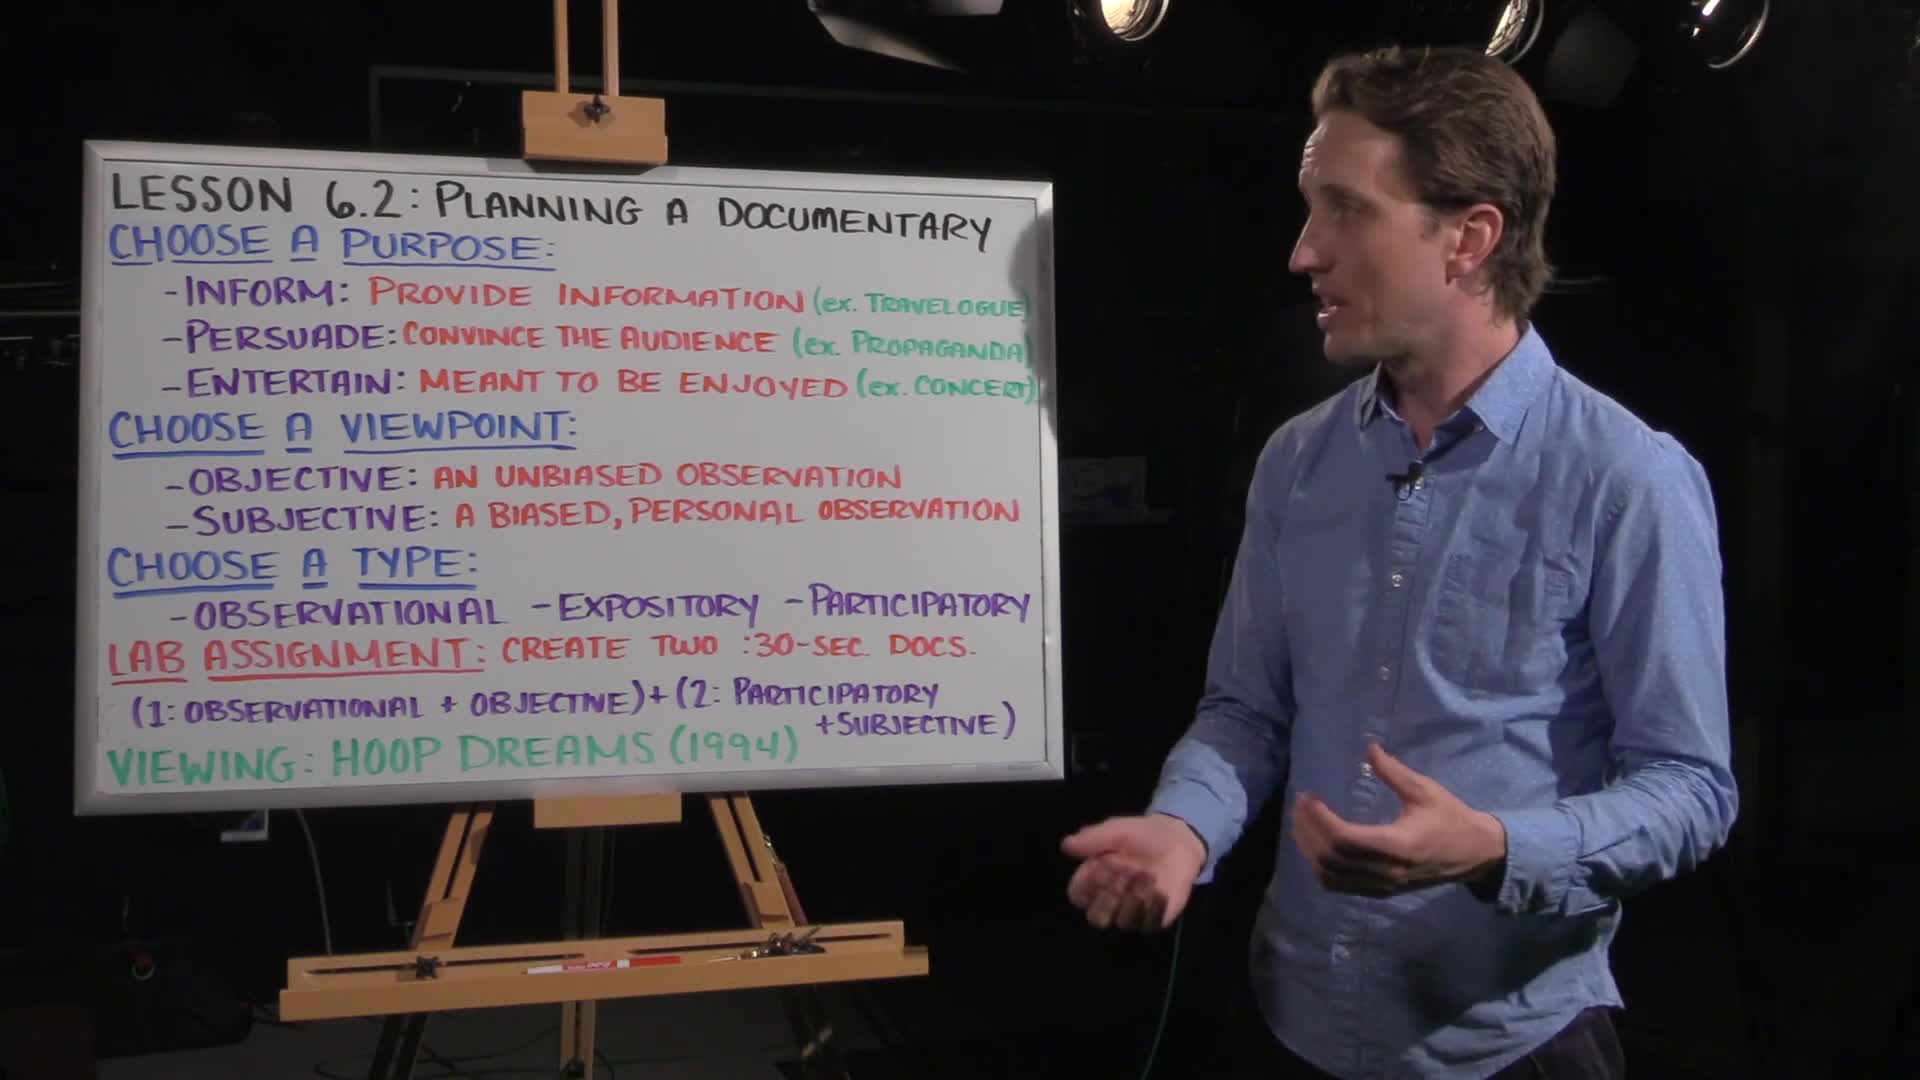 LESSON 6.2: PLANNING A DOCUMENTARY
CHOOSE A PURPOSE:
-INFORM: PROVIDE INFORMATION (ex. TRAVELOGUE)
-PERSUADE: CONVINCE THE AUDIENCE (ex. PROPAGANDA)
-ENTERTAIN: MEANT TO BE ENJOYED (ex. CONCERT)
CHOOSE A VIEWPOINT:
-OBJECTIVE: AN UNBIASED OBSERVATION
-SUBJECTIVE: A BIASED, PERSONAL OBSERVATION
CHOOSE A TYPE:
-OBSERVATIONAL -EXPOSITORY -PARTICIPATORY
LAB ASSIGNMENT: CREATE TWO :30-SEC. DOCS.
(1: OBSERVATIONAL + OBJECTIVE) + (2: PARTICIPATORY
+SUBJECTIVE)
VIEWING: HOOP DREAMS (1994)